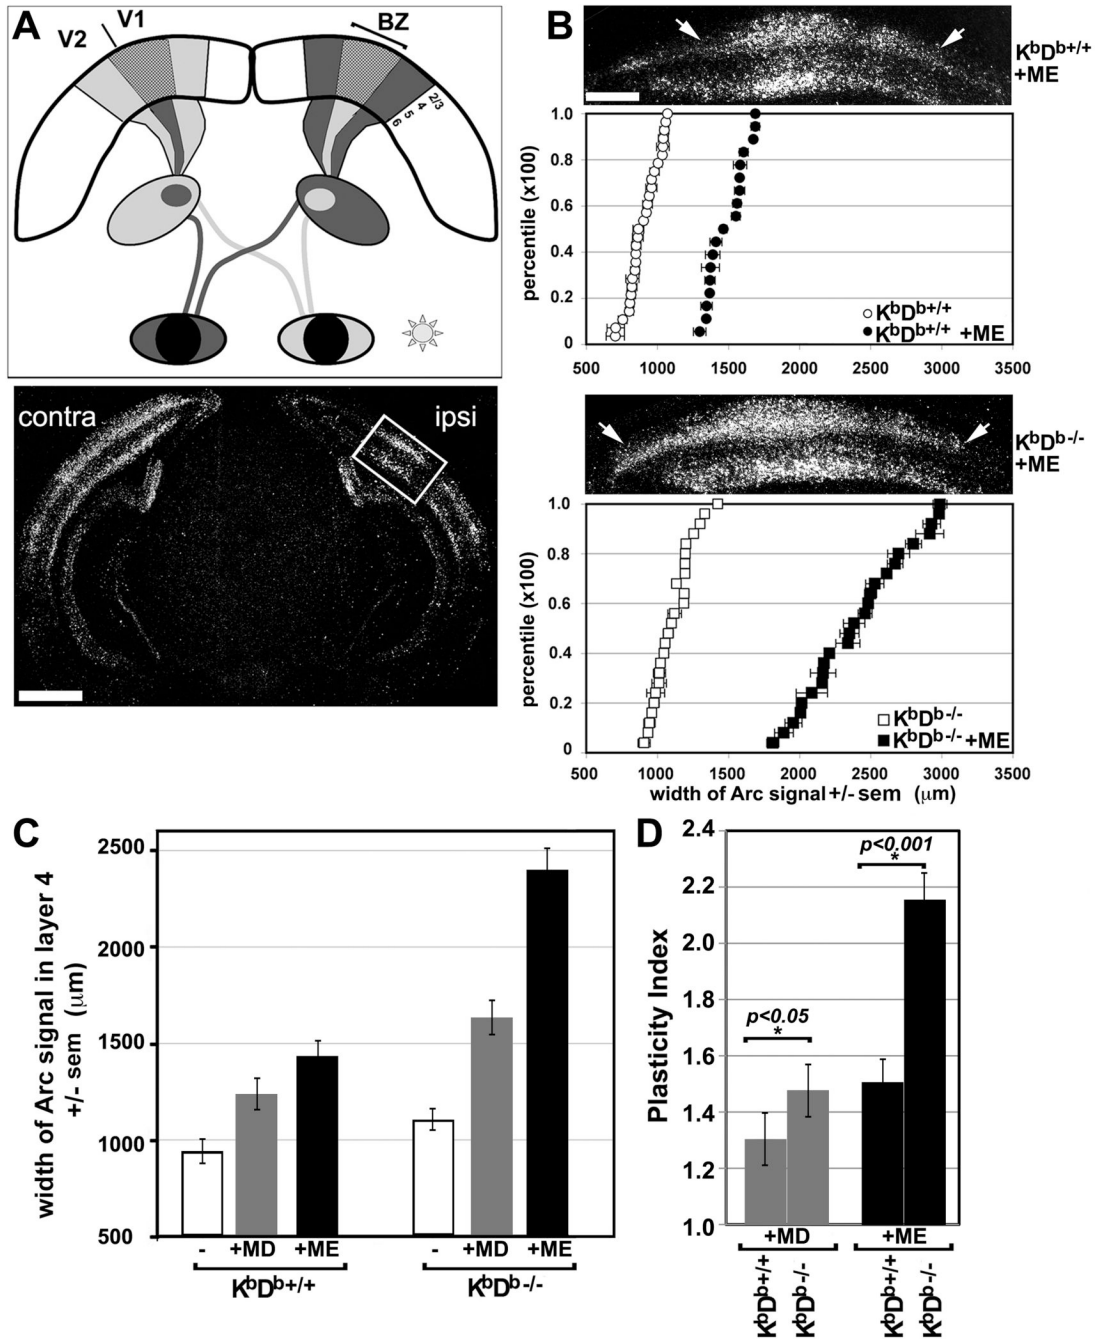 A
V1
V2
BZ
2/3
4
5
6
contra
ipsi
B
KbDb+/+
+ME
percentile (x100)
1.0
0.8
0.6
0.4
0.2
0
KbDb+/+
KbDb+/+ +ME
500 1000 1500 2000 2500 3000 3500
KbDb-/-
+ME
percentile (x100)
1.0
0.8
0.6
0.4
0.2
0
KbDb-/-
KbDb-/- +ME
500 1000 1500 2000 2500 3000 3500
width of Arc signal +/- sem (μm)
C
width of Arc signal in layer 4
+/- sem (μm)
2500
2000
1500
1000
500
- +MD +ME - +MD +ME
KbDb+/+ KbDb-/-
D
Plasticity Index
2.4
2.2
2.0
1.8
1.6
1.4
1.2
1.0
p<0.001
*
p<0.05
*
+MD +ME
KbDb+/+
KbDb-/-
KbDb+/+
KbDb-/-